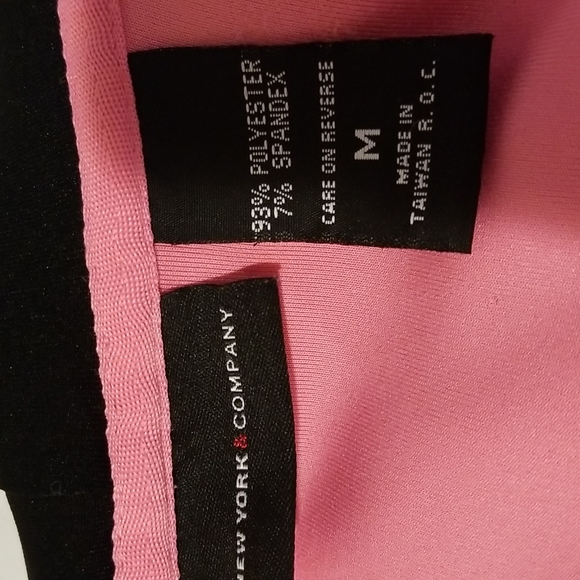 93% POLYESTER
7% SPANDEX
CARE ON REVERSE
M
MADE IN
TAIWAN R. O. C.
NEW YORK & COMPANY